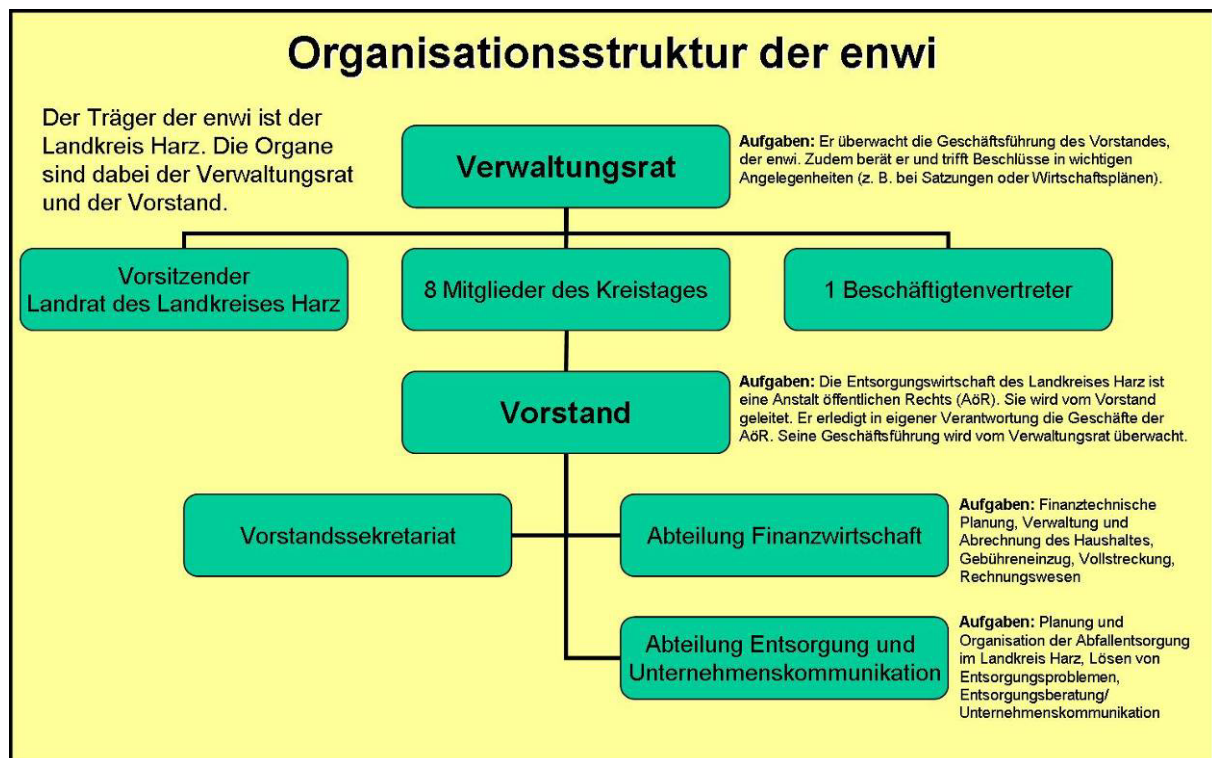 Organisationsstruktur der enwi
Der Träger der enwi ist der
Landkreis Harz. Die Organe
sind dabei der Verwaltungsrat
und der Vorstand.
Verwaltungsrat
Aufgaben: Er überwacht die Geschäftsführung des Vorstandes,
der enwi. Zudem berät er und trifft Beschlüsse in wichtigen
Angelegenheiten (z. B. bei Satzungen oder Wirtschaftsplänen).
Vorsitzender
Landrat des Landkreises Harz
8 Mitglieder des Kreistages
1 Beschäftigtenvertreter
Vorstand
Aufgaben: Die Entsorgungswirtschaft des Landkreises Harz ist
eine Anstalt öffentlichen Rechts (AöR). Sie wird vom Vorstand
geleitet. Er erledigt in eigener Verantwortung die Geschäfte der
AöR. Seine Geschäftsführung wird vom Verwaltungsrat überwacht.
Vorstandssekretariat
Abteilung Finanzwirtschaft
Aufgaben: Finanztechnische
Planung, Verwaltung und
Abrechnung des Haushaltes,
Gebühreneinzug, Vollstreckung,
Rechnungswesen
Abteilung Entsorgung und
Unternehmenskommunikation
Aufgaben: Planung und
Organisation der Abfallentsorgung
im Landkreis Harz, Lösen von
Entsorgungsproblemen,
Entsorgungsberatung/
Unternehmenskommunikation